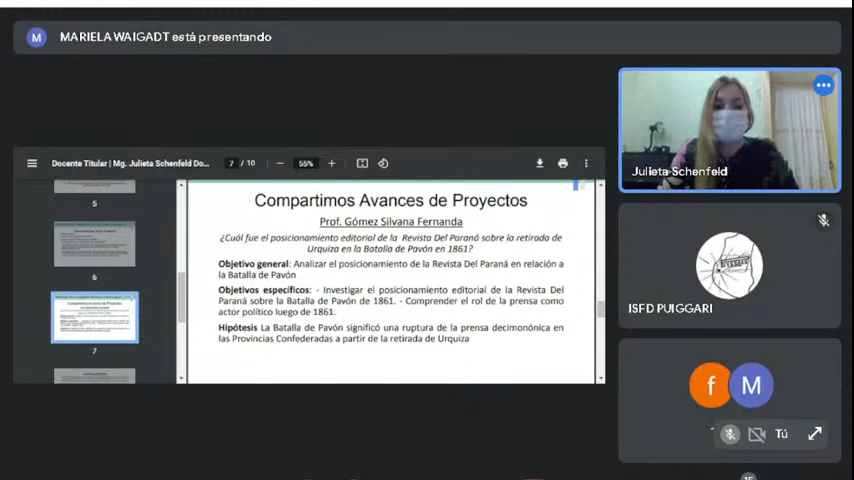 M MARIELA WAIGADT está presentando
Docente Titular | Mg. Julieta Schenfeld Do... 7 / 10 − 55% +
5
6
7
Compartimos Avances de Proyectos
Prof. Gómez Silvana Fernanda
¿Cuál fue el posicionamiento editorial de la Revista Del Paraná sobre la retirada de
Urquiza en la Batalla de Pavón en 1861?
Objetivo general: Analizar el posicionamiento de la Revista Del Paraná en relación a
la Batalla de Pavón
Objetivos específicos: - Investigar el posicionamiento editorial de la Revista Del
Paraná sobre la Batalla de Pavón de 1861. - Comprender el rol de la prensa como
actor político luego de 1861.
Hipótesis La Batalla de Pavón significó una ruptura de la prensa decimonónica en
las Provincias Confederadas a partir de la retirada de Urquiza
Julieta Schenfeld
ISFD PUIGGARI
f M
Tú